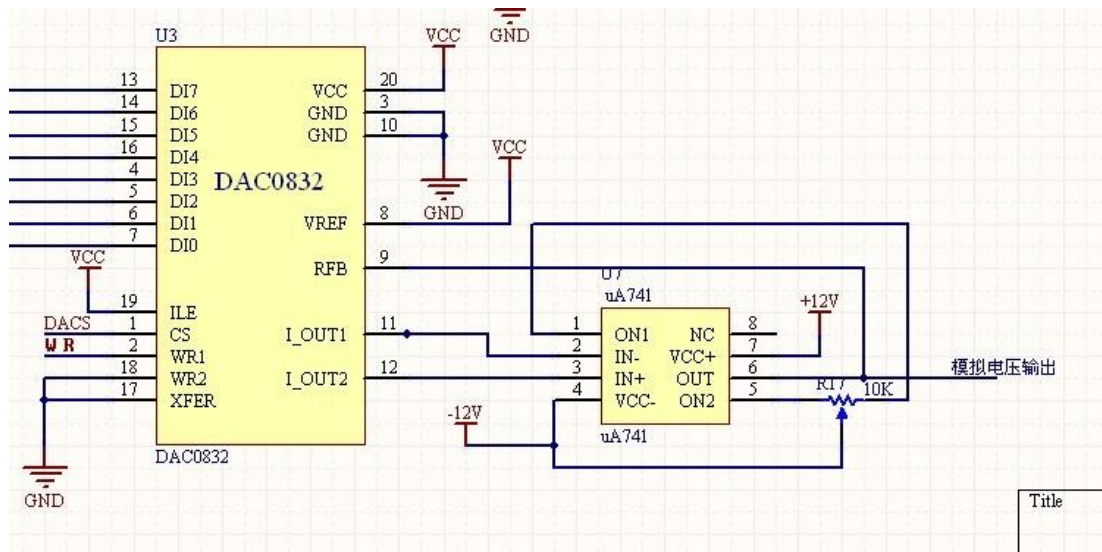 U3
GND
VCC
13 DI7 VCC 20
14 DI6 GND 3
15 DI5 GND 10
16 DI4
4 DI3
DAC0832
5 DI2
6 DI1 VREF 8
7 DI0
VCC
GND
VCC
RFB 9
19 ILE
DACS 1 CS I_OUT1 11
WR 2 WR1
18 WR2 I_OUT2 12
17 XFER
GND
DAC0832
U7
uA741
+12V
1 ON1 NC 8
2 IN- VCC+ 7
3 IN+ OUT 6
4 VCC- ON2 5
模拟电压输出
10K
-12V
uA741
Title